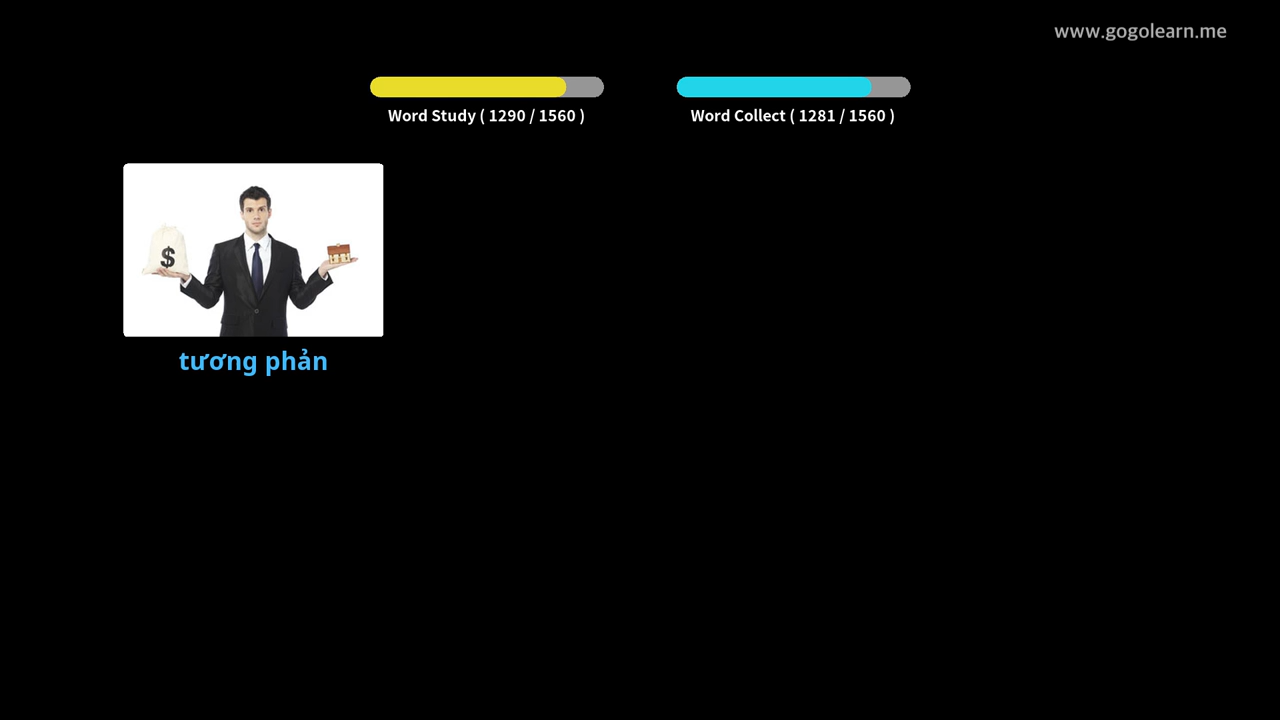 www.gogolearn.me
Word Study ( 1290 / 1560 )
Word Collect ( 1281 / 1560 )
$
tương phản